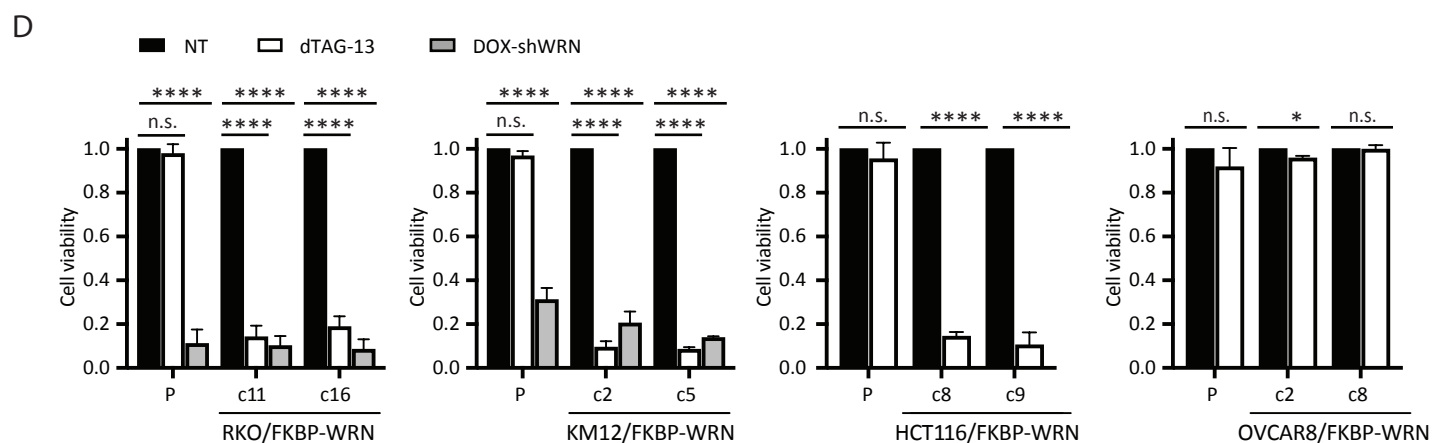 D
NT dTAG-13 DOX-shWRN
**** **** ****
n.s. **** ****
1.0
0.8
0.6
0.4
0.2
0.0
Cell viability
P c11 c16
RKO/FKBP-WRN
**** **** ****
n.s. **** ****
1.0
0.8
0.6
0.4
0.2
0.0
Cell viability
P c2 c5
KM12/FKBP-WRN
n.s. **** ****
1.0
0.8
0.6
0.4
0.2
0.0
Cell viability
P c8 c9
HCT116/FKBP-WRN
n.s. * n.s.
1.0
0.8
0.6
0.4
0.2
0.0
Cell viability
P c2 c8
OVCAR8/FKBP-WRN